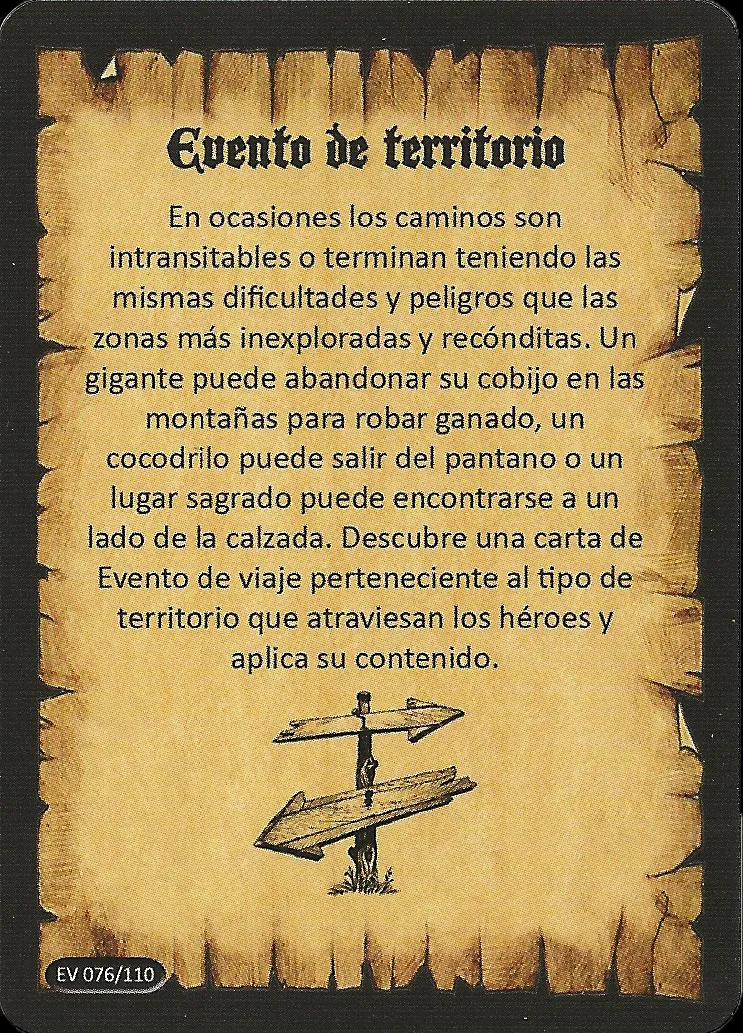 Evento de territorio
En ocasiones los caminos son
intransitables o terminan teniendo las
mismas dificultades y peligros que las
zonas más inexploradas y recónditas. Un
gigante puede abandonar su cobijo en las
montañas para robar ganado, un
cocodrilo puede salir del pantano o un
lugar sagrado puede encontrarse a un
lado de la calzada. Descubre una carta de
Evento de viaje perteneciente al tipo de
territorio que atraviesan los héroes y
aplica su contenido.
EV 076/110